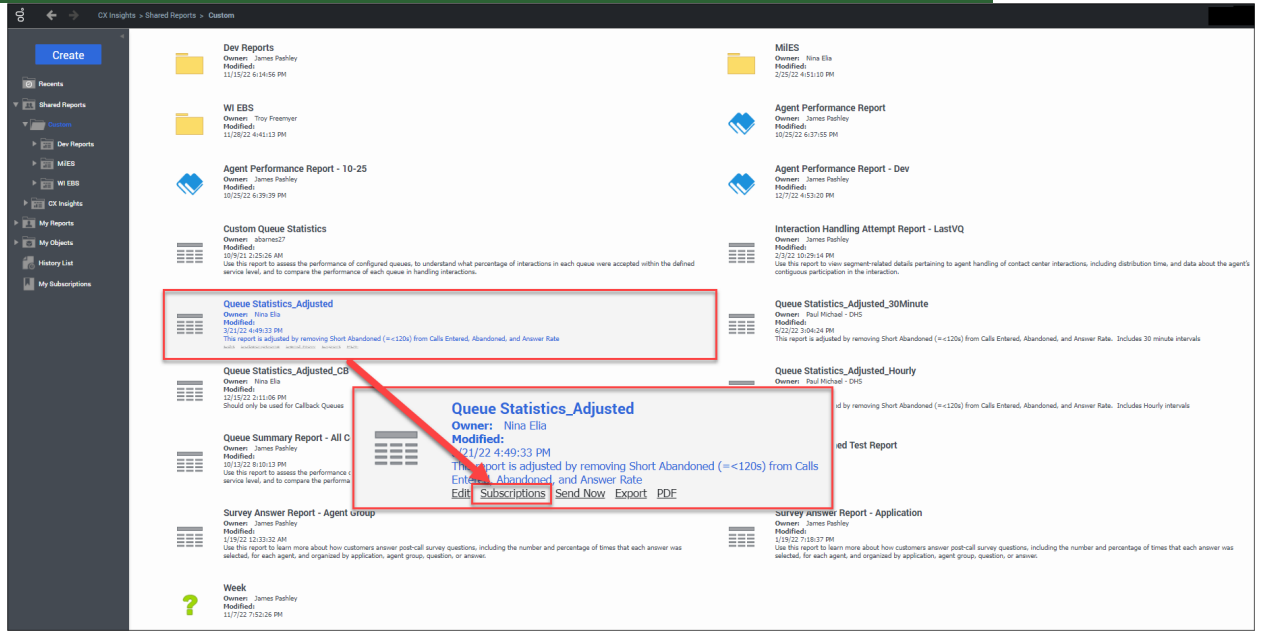 CX Insights > Shared Reports > Custom
Create
Recents
Shared Reports
Custom
Dev Reports
MilES
WI EBS
CX Insights
My Reports
My Objects
History List
My Subscriptions
Dev Reports
Owner: James Pashley
Modified:
11/15/22 6:14:56 PM
MilES
Owner: Nina Elia
Modified:
2/25/22 4:51:10 PM
WI EBS
Owner: Troy Freemyer
Modified:
11/28/22 4:41:13 PM
Agent Performance Report
Owner: James Pashley
Modified:
10/25/22 6:37:55 PM
Agent Performance Report - 10-25
Owner: James Pashley
Modified:
10/25/22 6:39:39 PM
Agent Performance Report - Dev
Owner: James Pashley
Modified:
12/7/22 4:53:20 PM
Custom Queue Statistics
Owner: abarnes27
Modified:
10/9/21 2:25:26 AM
Use this report to assess the performance of configured queues, to understand what percentage of interactions in each queue were accepted within the defined
service level, and to compare the performance of each queue in handling interactions.
Interaction Handling Attempt Report - LastVQ
Owner: James Pashley
Modified:
2/3/22 10:29:14 PM
Use this report to view segment-related details pertaining to agent handling of contact center interactions, including distribution time, and data about the agent's
contiguous participation in the interaction.
Queue Statistics_Adjusted
Owner: Nina Elia
Modified:
3/21/22 4:49:33 PM
This report is adjusted by removing Short Abandoned (=<120s) from Calls Entered, Abandoned, and Answer Rate
Queue Statistics_Adjusted_30Minute
Owner: Paul Michael - DHS
Modified:
6/22/22 3:04:24 PM
This report is adjusted by removing Short Abandoned (=<120s) from Calls Entered, Abandoned, and Answer Rate. Includes 30 minute intervals
Queue Statistics_Adjusted_CB
Owner: Nina Elia
Modified:
12/15/22 2:11:06 PM
Should only be used for Callback Queues
Queue Statistics_Adjusted_Hourly
Owner: Paul Michael - DHS
d by removing Short Abandoned (=<120s) from Calls Entered, Abandoned, and Answer Rate. Includes Hourly intervals
Queue Statistics_Adjusted
Owner: Nina Elia
Modified:
/21/22 4:49:33 PM
This report is adjusted by removing Short Abandoned (=<120s) from Calls
Entered, Abandoned, and Answer Rate
Edit Subscriptions Send Now Export PDF
Queue Summary Report - All C
Owner: James Pashley
Modified:
10/13/22 8:10:13 PM
Use this report to assess the performance
service level, and to compare the performa
ed Test Report
Survey Answer Report - Agent Group
Owner: James Pashley
Modified:
1/19/22 12:33:32 AM
Use this report to learn more about how customers answer post-call survey questions, including the number and percentage of times that each answer was
selected, for each agent, and organized by application, agent group, question, or answer.
Survey Answer Report - Application
Owner: James Pashley
Modified:
1/19/22 7:18:37 PM
Use this report to learn more about how customers answer post-call survey questions, including the number and percentage of times that each answer was
selected, for each agent, and organized by application, agent group, question, or answer.
Week
Owner: James Pashley
Modified:
11/7/22 7:52:26 PM